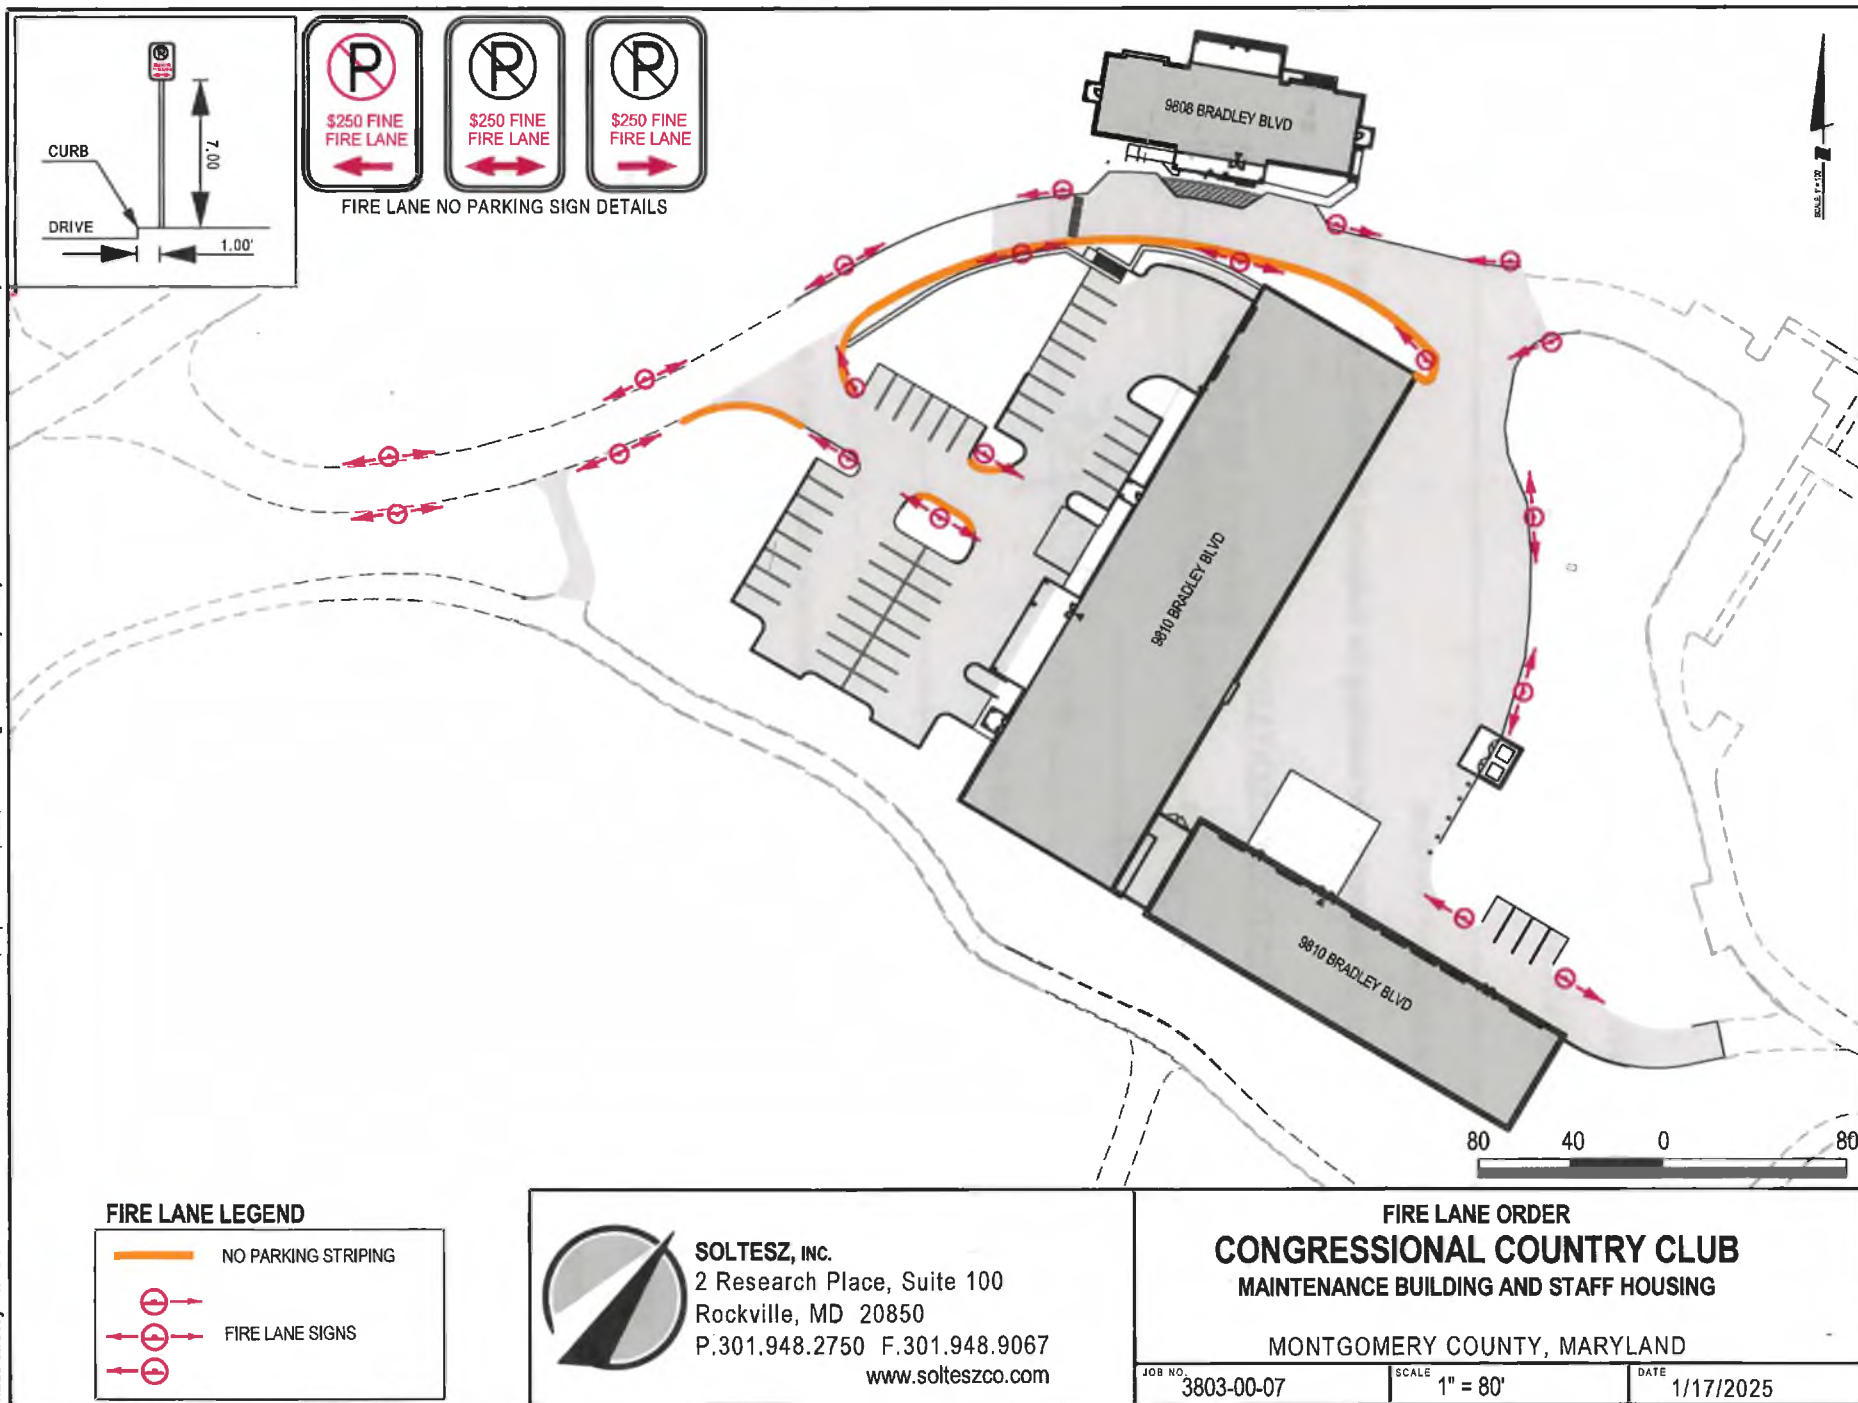 CURB
DRIVE
7.00
1.00'
P
$250 FINE
FIRE LANE
P
$250 FINE
FIRE LANE
P
$250 FINE
FIRE LANE
FIRE LANE NO PARKING SIGN DETAILS
9808 BRADLEY BLVD
9810 BRADLEY BLVD
9810 BRADLEY BLVD
80 40 0 80
FIRE LANE LEGEND
NO PARKING STRIPING
FIRE LANE SIGNS
SOLTESZ, INC.
2 Research Place, Suite 100
Rockville, MD 20850
P.301.948.2750 F.301.948.9067
www.solteszco.com
FIRE LANE ORDER
CONGRESSIONAL COUNTRY CLUB
MAINTENANCE BUILDING AND STAFF HOUSING
MONTGOMERY COUNTY, MARYLAND
JOB NO. 3803-00-07
SCALE 1" = 80'
DATE 1/17/2025